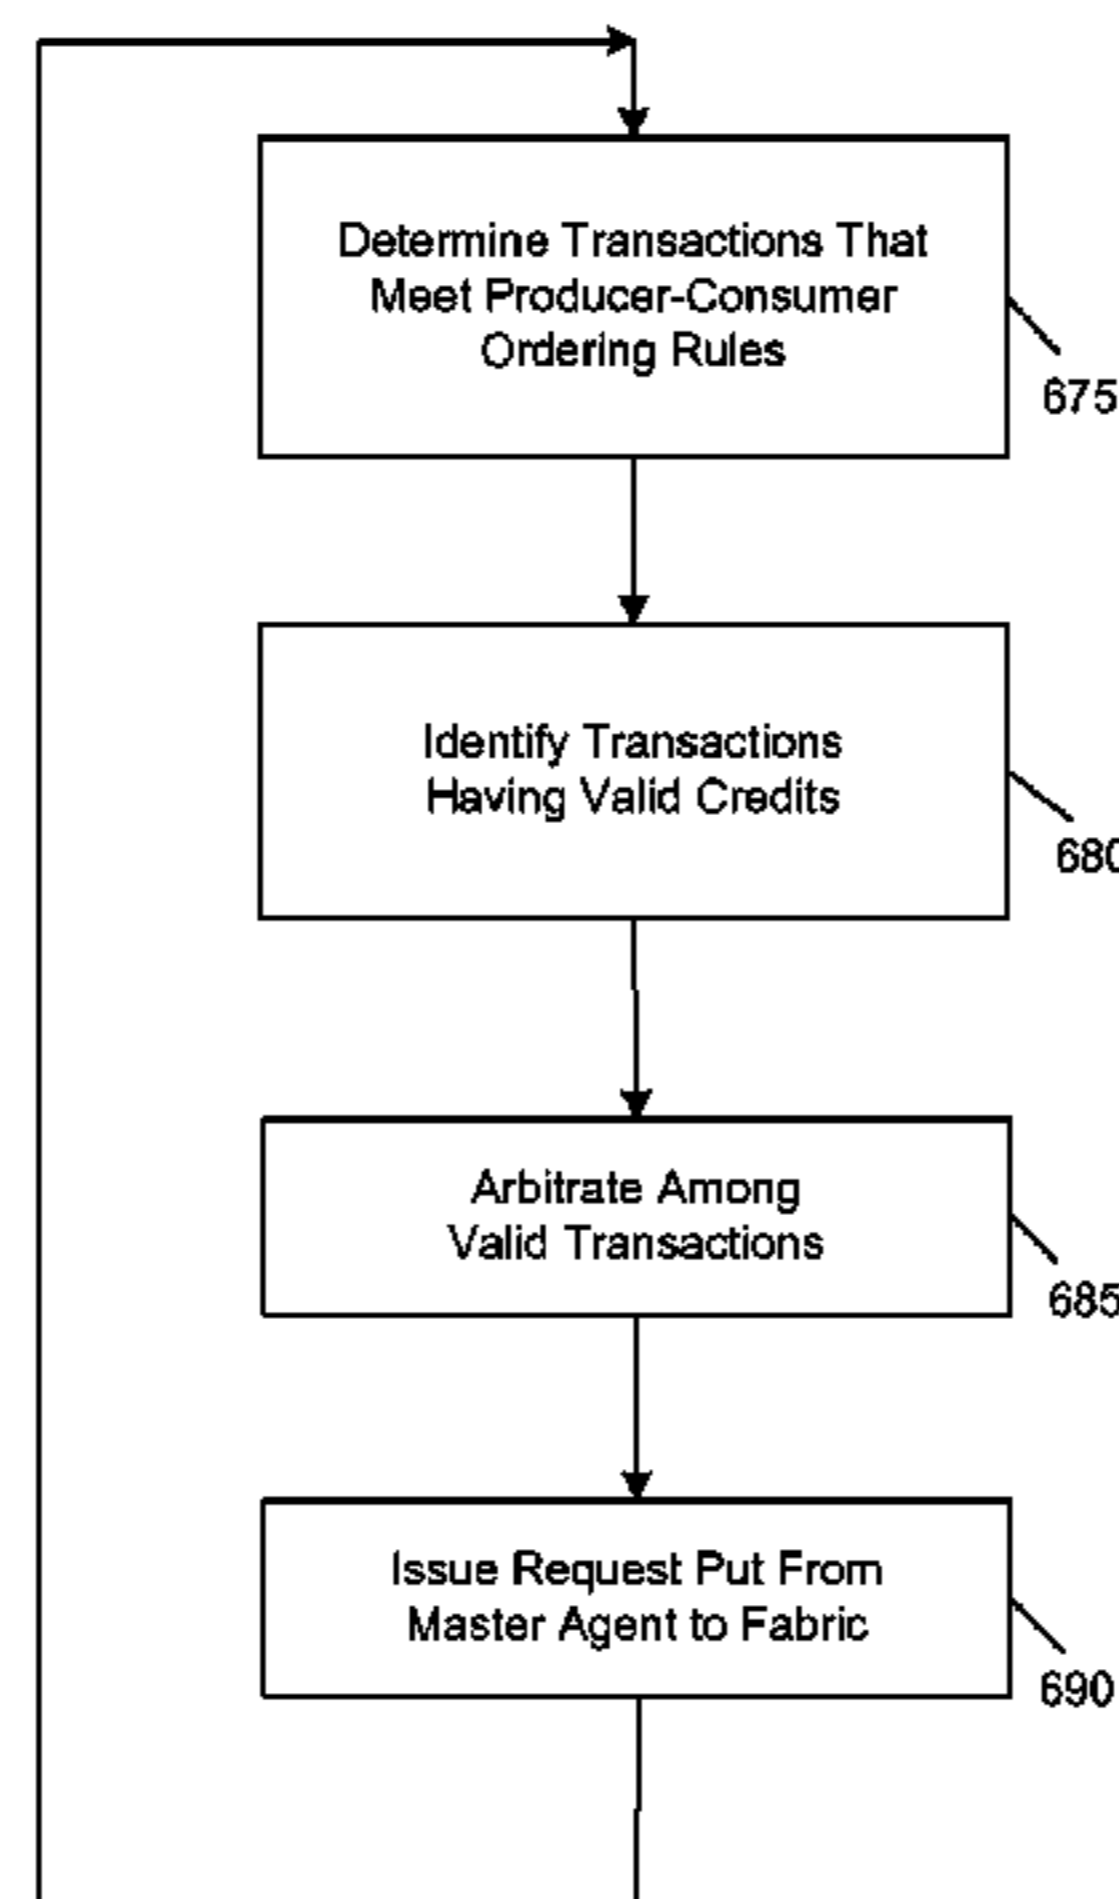 Determine Transactions That
Meet Producer-Consumer
Ordering Rules
675
Identify Transactions
Having Valid Credits
680
Arbitrate Among
Valid Transactions
685
Issue Request Put From
Master Agent to Fabric
690